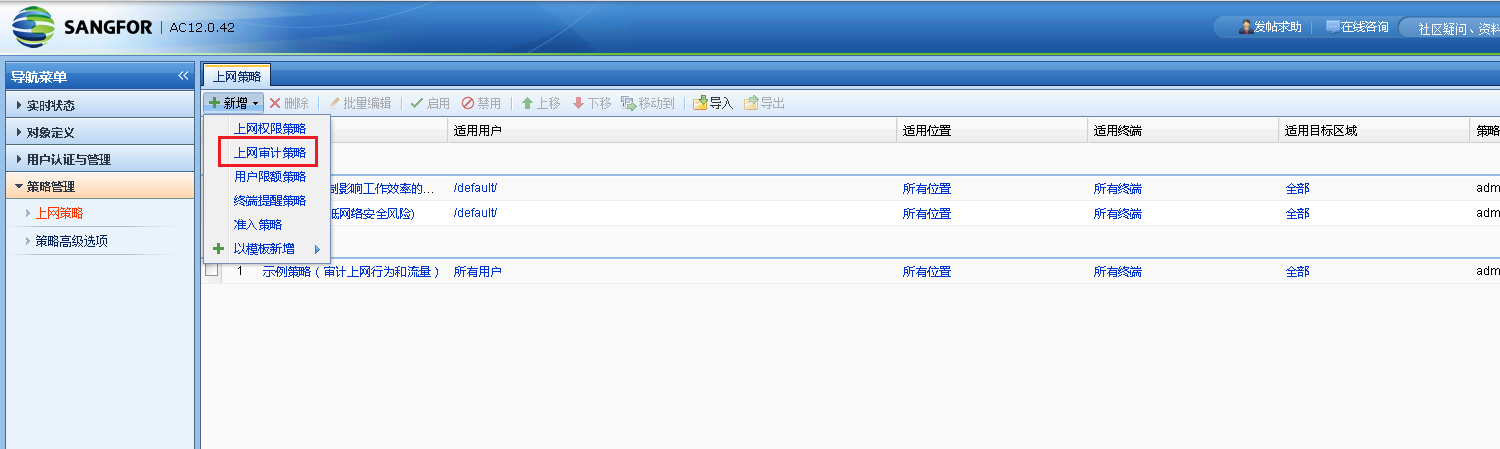 SANGFOR | AC12.0.42
发帖求助 在线咨询 社区疑问、资料
导航菜单
上网策略
实时状态
对象定义
用户认证与管理
策略管理
上网策略
策略高级选项
新增 删除 批量编辑 启用 禁用 上移 下移 移动到 导入 导出
上网权限策略
上网审计策略
用户限额策略
终端提醒策略
准入策略
以模板新增
适用用户 适用位置 适用终端 适用目标区域 策略
制影响工作效率的... /default/ 所有位置 所有终端 全部 adm
低网络安全风险) /default/ 所有位置 所有终端 全部 adm
1 示例策略（审计上网行为和流量） 所有用户 所有位置 所有终端 全部 adm